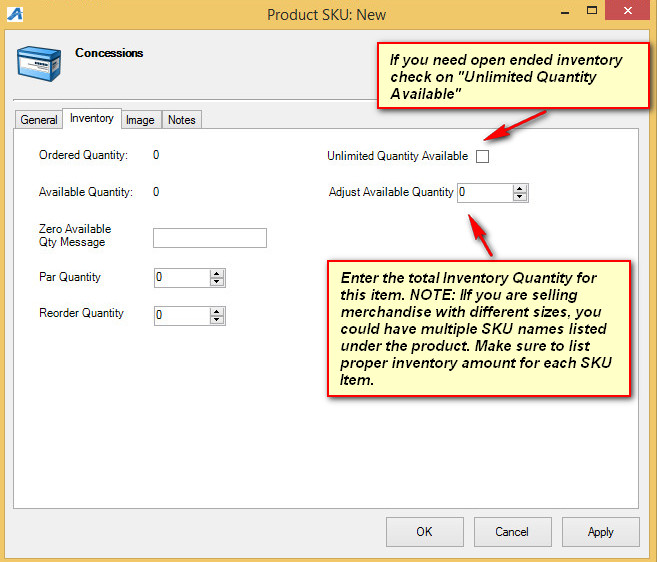 Product SKU: New
Concessions
If you need open ended inventory
check on "Unlimited Quantity
Available"
General Inventory Image Notes
Ordered Quantity: 0
Unlimited Quantity Available
Available Quantity: 0
Adjust Available Quantity 0
Zero Available
Qty Message
Par Quantity 0
Reorder Quantity 0
Enter the total Inventory Quantity for
this item. NOTE: IIf you are selling
merchandise with different sizes, you
could have multiple SKU names listed
under the product. Make sure to list
proper inventory amount for each SKU
Item.
OK Cancel Apply